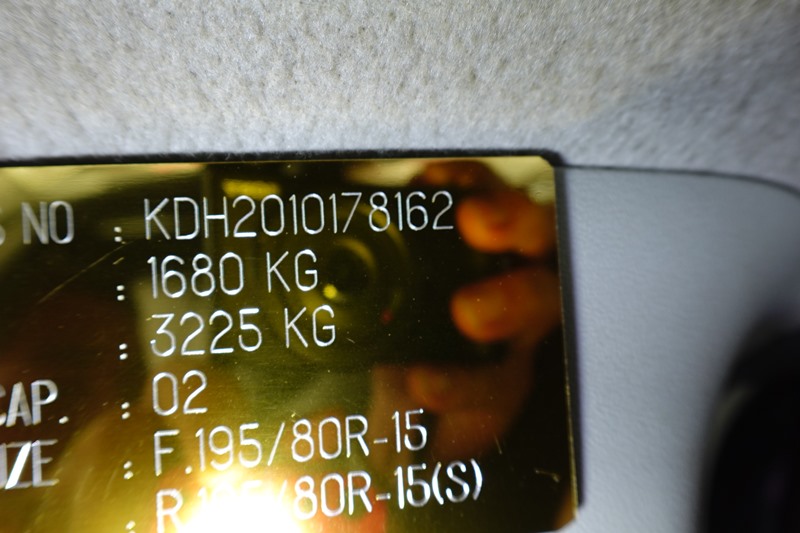 NO : KDH2010178162
: 1680 KG
: 3225 KG
CAP. : 02
: F.195/80R-15
: /80R-15(S)